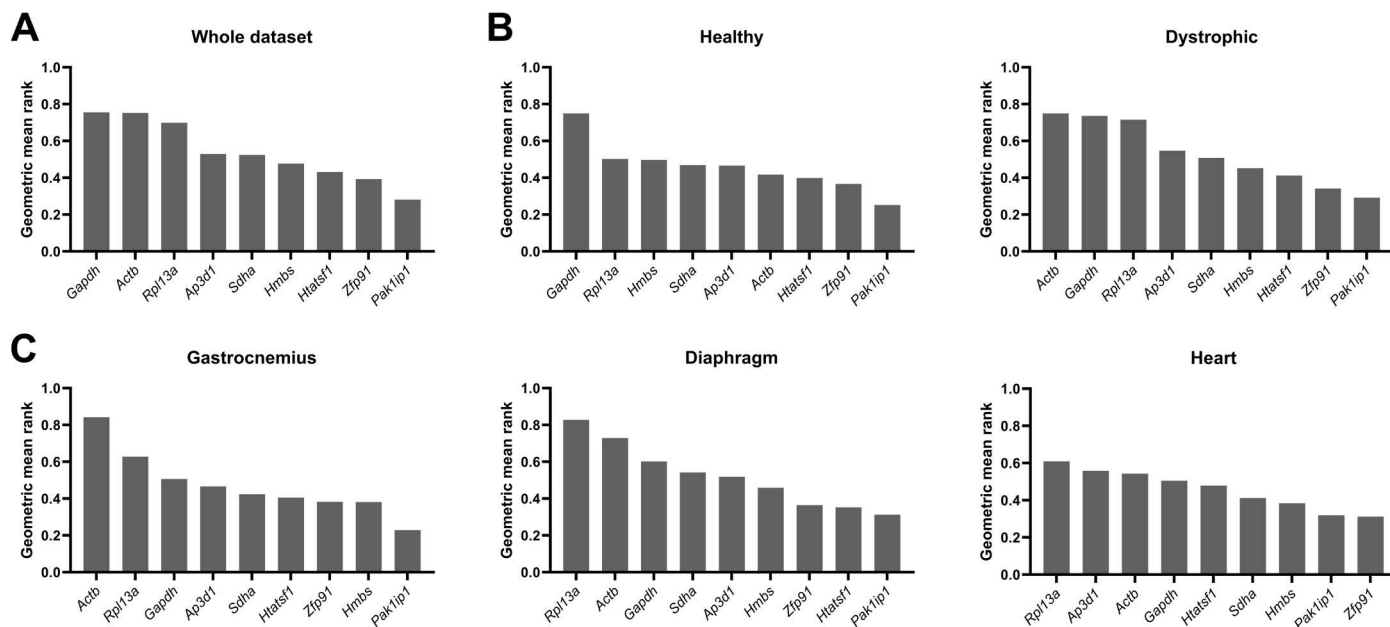 A
Whole dataset
Geometric mean rank
1.0
0.8
0.6
0.4
0.2
0.0
Gapdh
Actb
Rpl13a
Ap3d1
Sdha
Hmbs
Htatsf1
Zfp91
Pak1ip1
B
Healthy
Geometric mean rank
1.0
0.8
0.6
0.4
0.2
0.0
Gapdh
Rpl13a
Hmbs
Sdha
Ap3d1
Actb
Htatsf1
Zfp91
Pak1ip1
Dystrophic
Geometric mean rank
1.0
0.8
0.6
0.4
0.2
0.0
Actb
Gapdh
Rpl13a
Ap3d1
Sdha
Hmbs
Htatsf1
Zfp91
Pak1ip1
C
Gastrocnemius
Geometric mean rank
1.0
0.8
0.6
0.4
0.2
0.0
Actb
Rpl13a
Gapdh
Ap3d1
Sdha
Htatsf1
Zfp91
Hmbs
Pak1ip1
Diaphragm
Geometric mean rank
1.0
0.8
0.6
0.4
0.2
0.0
Rpl13a
Actb
Gapdh
Sdha
Ap3d1
Hmbs
Zfp91
Htatsf1
Pak1ip1
Heart
Geometric mean rank
1.0
0.8
0.6
0.4
0.2
0.0
Rpl13a
Ap3d1
Actb
Gapdh
Htatsf1
Sdha
Hmbs
Pak1ip1
Zfp91